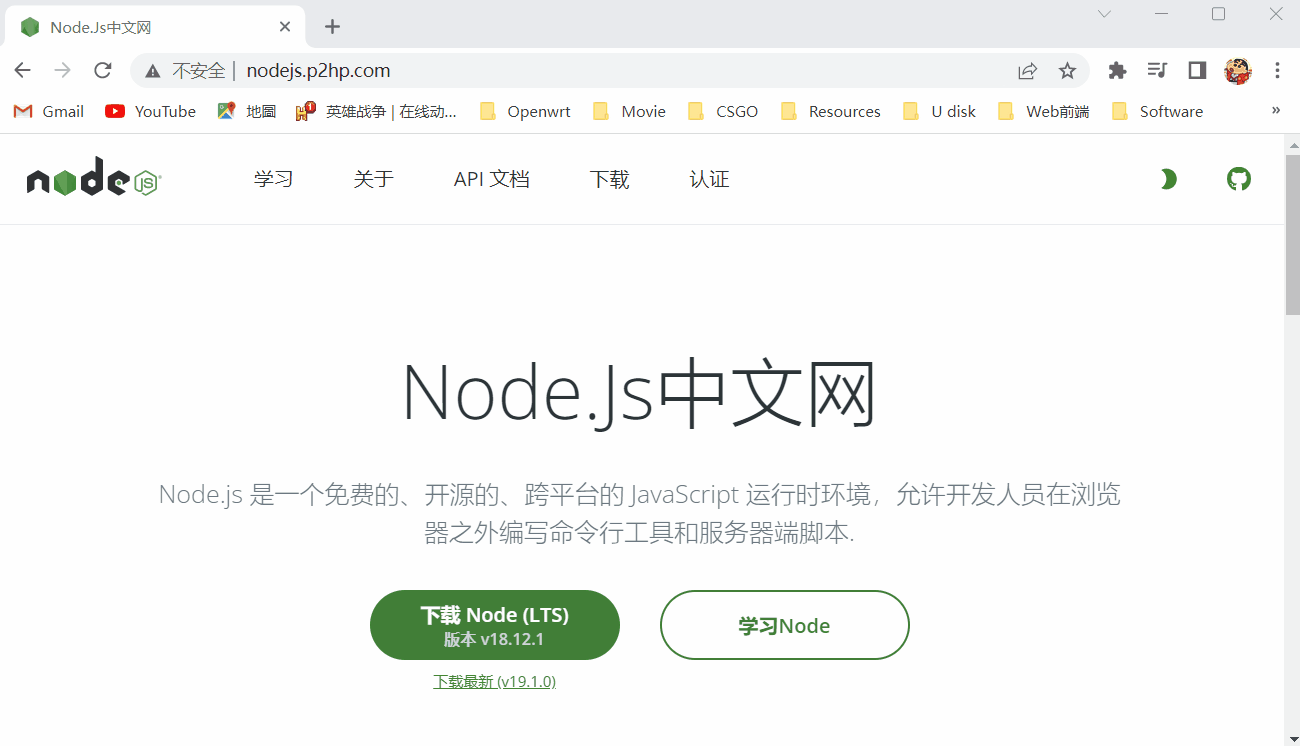 Node.Js中文网
不安全 | nodejs.p2hp.com
Gmail YouTube 地圖 英雄战争 | 在线动... Openwrt Movie CSGO Resources U disk Web前端 Software »
node JS 学习 关于 API 文档 下载 认证
Node.Js中文网
Node.js 是一个免费的、开源的、跨平台的 JavaScript 运行时环境，允许开发人员在浏览
器之外编写命令行工具和服务器端脚本.
下载 Node (LTS) 学习Node
版本 v18.12.1
下载最新 (v19.1.0)